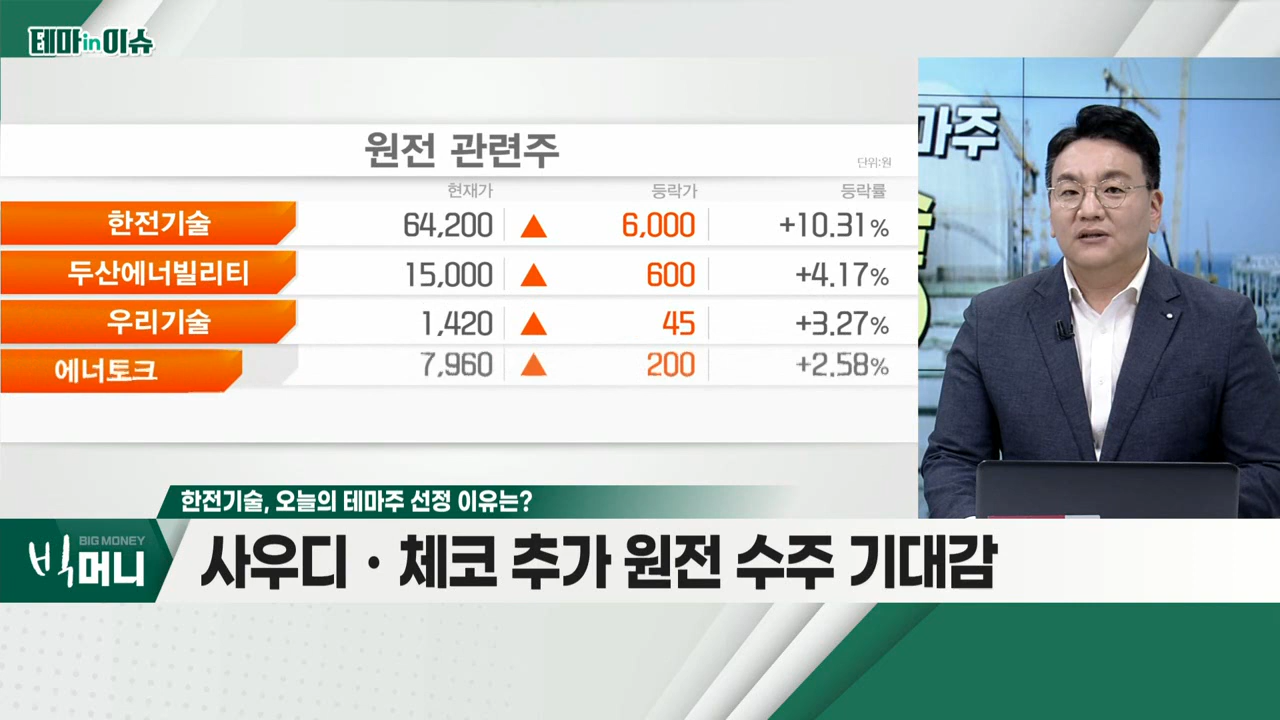 테마in이슈
원전 관련주
단위:원
현재가 등락가 등락률
한전기술 64,200 ▲ 6,000 +10.31%
두산에너빌리티 15,000 ▲ 600 +4.17%
우리기술 1,420 ▲ 45 +3.27%
에너토크 7,960 ▲ 200 +2.58%
마주
한전기술, 오늘의 테마주 선정 이유는?
BIG MONEY
빅머니
사우디·체코 추가 원전 수주 기대감